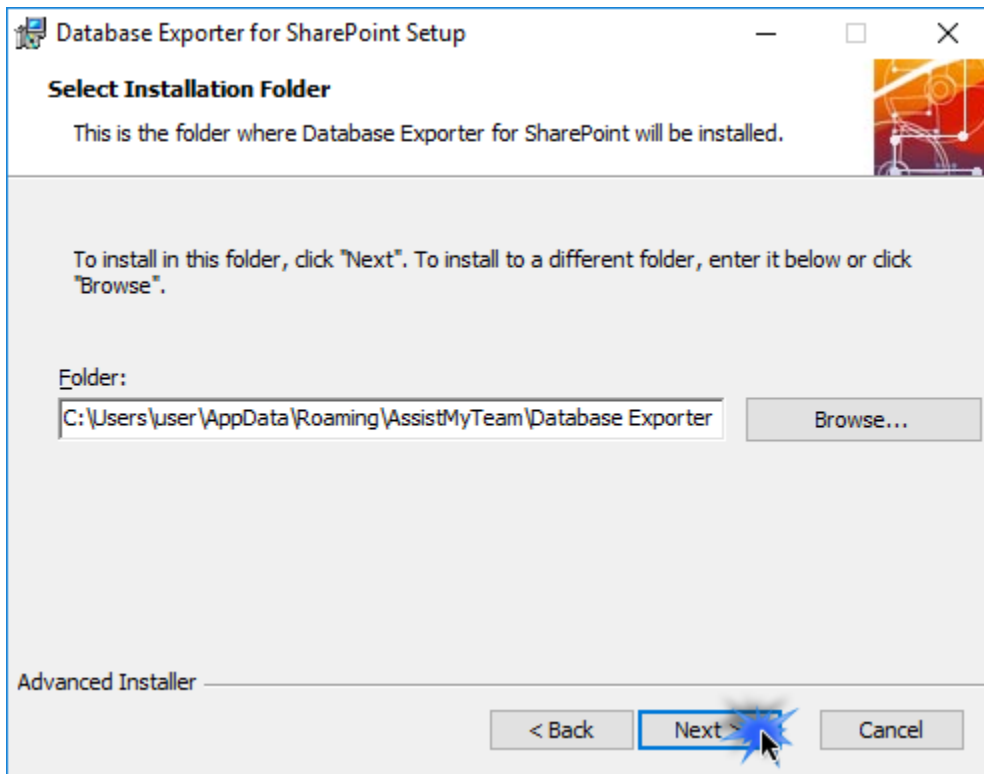 Database Exporter for SharePoint Setup
Select Installation Folder
This is the folder where Database Exporter for SharePoint will be installed.
To install in this folder, click "Next". To install to a different folder, enter it below or click
"Browse".
Folder:
C:\Users\user\AppData\Roaming\AssistMyTeam\Database Exporter
Browse...
Advanced Installer
< Back
Next >
Cancel